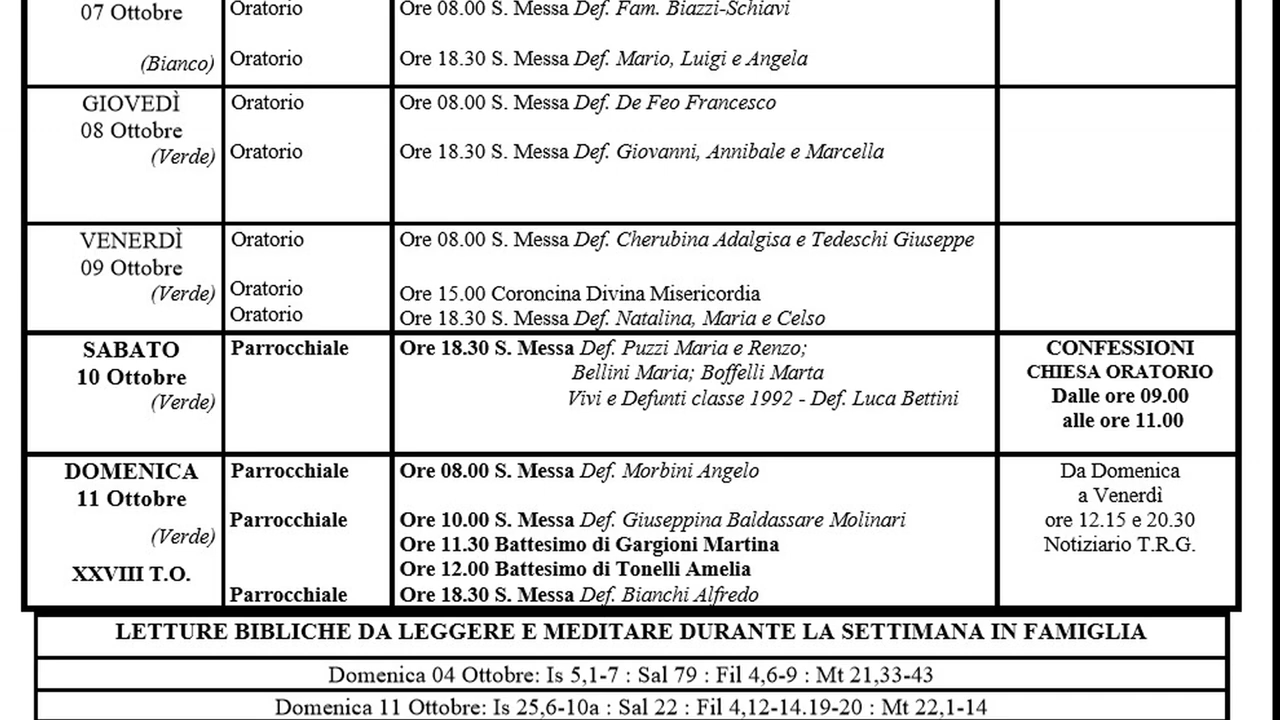 07 Ottobre
Oratorio
Ore 08.00 S. Messa Def. Fam. Biazzi-Schiavi
(Bianco)
Oratorio
Ore 18.30 S. Messa Def. Mario, Luigi e Angela
GIOVEDÌ
08 Ottobre
(Verde)
Oratorio
Ore 08.00 S. Messa Def. De Feo Francesco
Oratorio
Ore 18.30 S. Messa Def. Giovanni, Annibale e Marcella
VENERDÌ
09 Ottobre
(Verde)
Oratorio
Ore 08.00 S. Messa Def. Cherubina Adalgisa e Tedeschi Giuseppe
Oratorio
Ore 15.00 Coroncina Divina Misericordia
Oratorio
Ore 18.30 S. Messa Def. Natalina, Maria e Celso
SABATO
10 Ottobre
(Verde)
Parrocchiale
Ore 18.30 S. Messa Def. Puzzi Maria e Renzo;
Bellini Maria; Boffelli Marta
Vivi e Defunti classe 1992 - Def. Luca Bettini
CONFESSIONI
CHIESA ORATORIO
Dalle ore 09.00
alle ore 11.00
DOMENICA
11 Ottobre
(Verde)
XXVIII T.O.
Parrocchiale
Ore 08.00 S. Messa Def. Morbini Angelo
Parrocchiale
Ore 10.00 S. Messa Def. Giuseppina Baldassare Molinari
Ore 11.30 Battesimo di Gargioni Martina
Ore 12.00 Battesimo di Tonelli Amelia
Parrocchiale
Ore 18.30 S. Messa Def. Bianchi Alfredo
Da Domenica
a Venerdì
ore 12.15 e 20.30
Notiziario T.R.G.
LETTURE BIBLICHE DA LEGGERE E MEDITARE DURANTE LA SETTIMANA IN FAMIGLIA
Domenica 04 Ottobre: Is 5,1-7 : Sal 79 : Fil 4,6-9 : Mt 21,33-43
Domenica 11 Ottobre: Is 25,6-10a : Sal 22 : Fil 4,12-14.19-20 : Mt 22,1-14